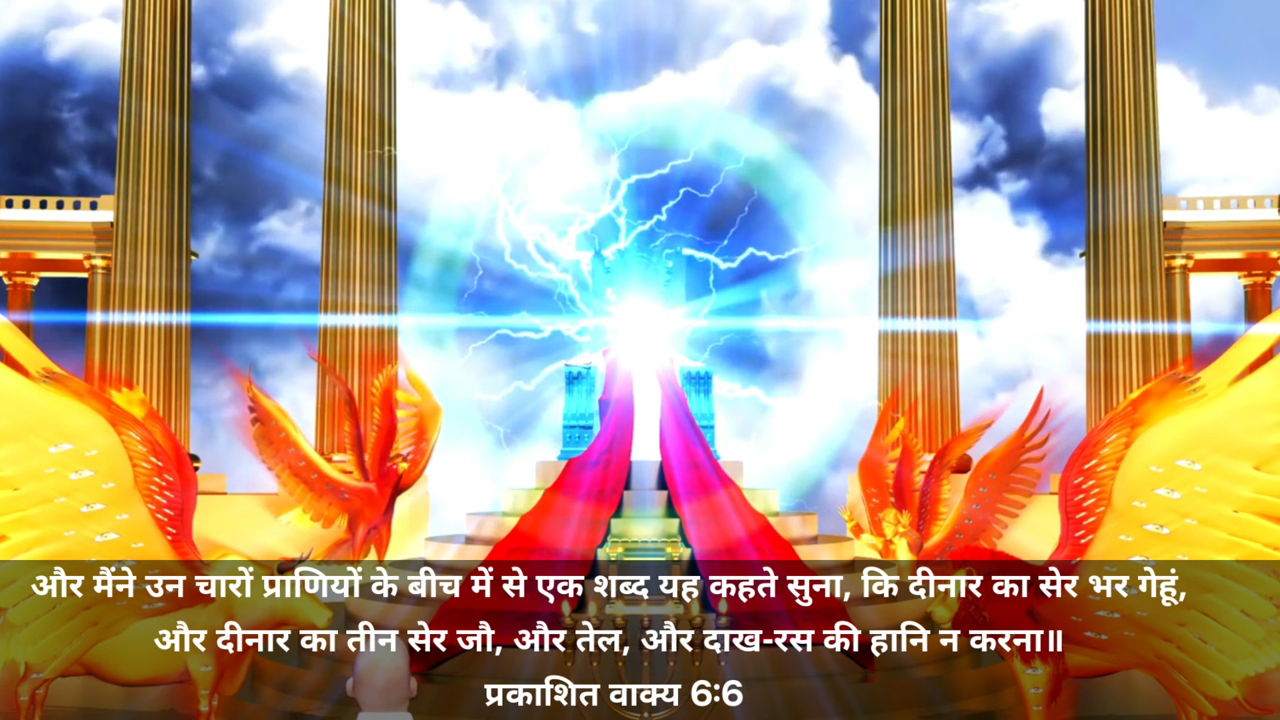 और मैंने उन चारों प्राणियों के बीच में से एक शब्द यह कहते सुना, कि दीनार का सेर भर गेहूं,
और दीनार का तीन सेर जौ, और तेल, और दाख-रस की हानि न करना॥
प्रकाशित वाक्य 6:6